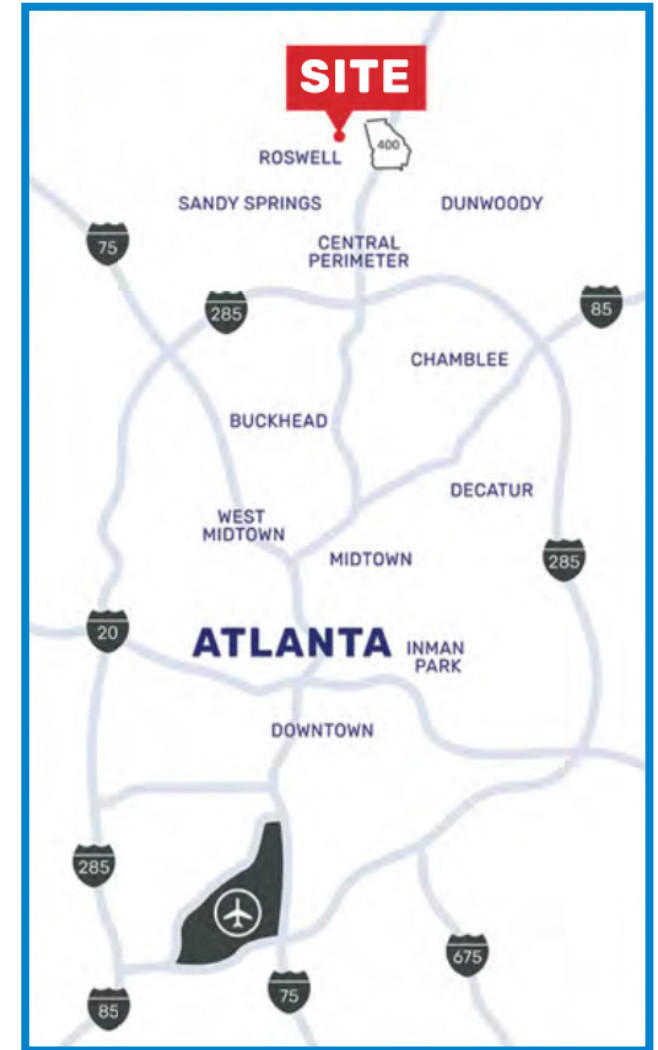 SITE
400
ROSWELL
SANDY SPRINGS
DUNWOODY
75
CENTRAL
PERIMETER
285
85
CHAMBLEE
BUCKHEAD
DECATUR
WEST
MIDTOWN
MIDTOWN
285
20
ATLANTA
INMAN
PARK
DOWNTOWN
285
675
75
85